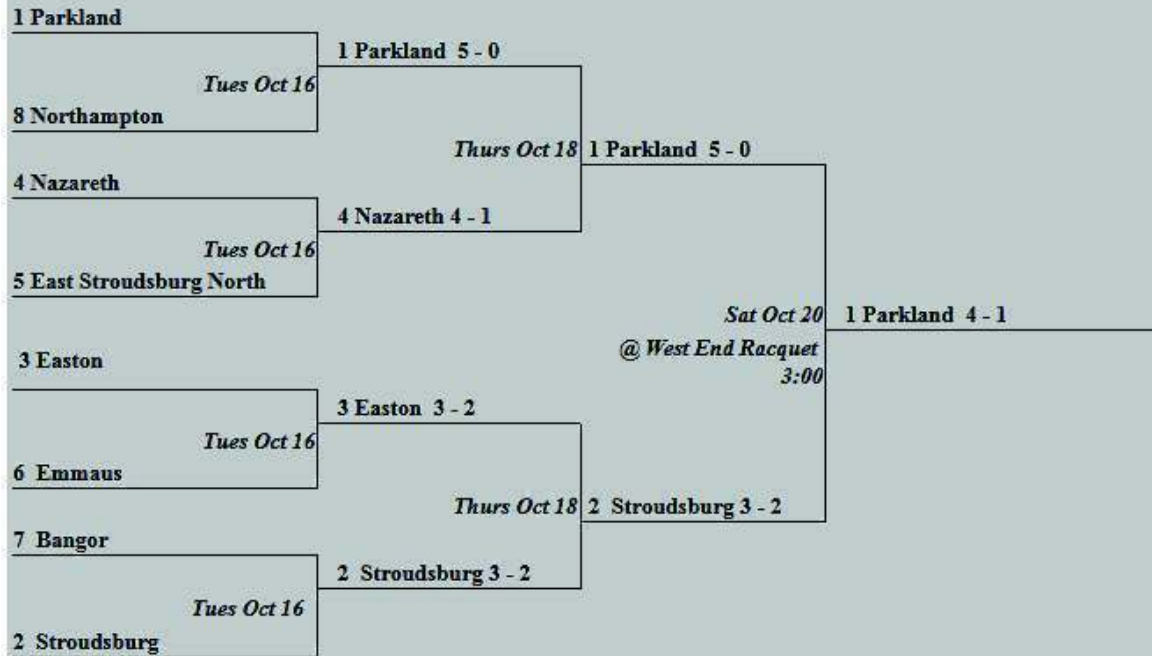 1 Parkland
1 Parkland 5 - 0
Tues Oct 16
8 Northampton
Thurs Oct 18 1 Parkland 5 - 0
4 Nazareth
4 Nazareth 4 - 1
Tues Oct 16
5 East Stroudsburg North
Sat Oct 20 1 Parkland 4 - 1
@ West End Racquet
3:00
3 Easton
3 Easton 3 - 2
Tues Oct 16
6 Emmaus
Thurs Oct 18 2 Stroudsburg 3 - 2
7 Bangor
2 Stroudsburg 3 - 2
Tues Oct 16
2 Stroudsburg